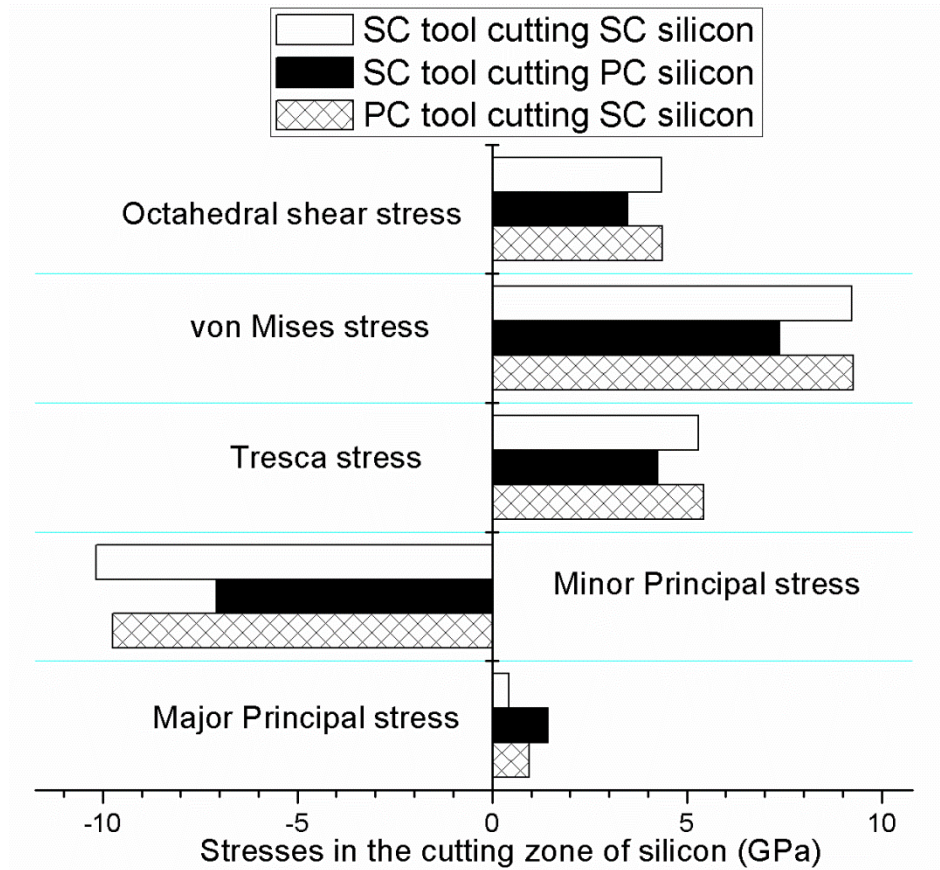 SC tool cutting SC silicon
SC tool cutting PC silicon
PC tool cutting SC silicon
Octahedral shear stress
von Mises stress
Tresca stress
Minor Principal stress
Major Principal stress
-10 -5 0 5 10
Stresses in the cutting zone of silicon (GPa)